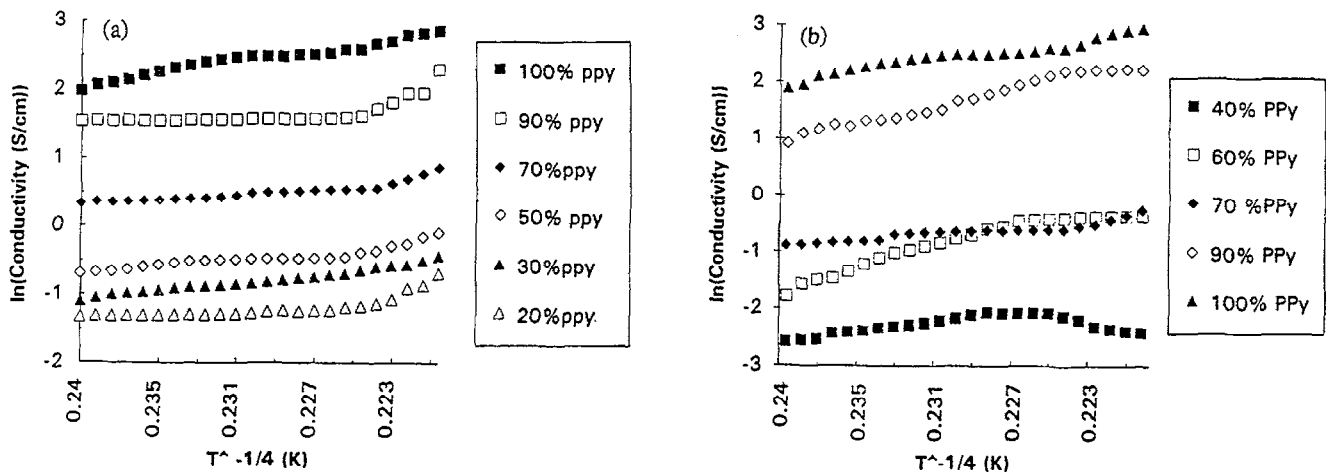 (a)
ln(Conductivity (S/cm))
3
2
1
0
-1
-2
0.24
0.235
0.231
0.227
0.223
T^ -1/4 (K)
100% ppy
90% ppy
70%ppy
50% ppy
30%ppy
20%ppy
(b)
ln(Conductivity (S/cm))
3
2
1
0
-1
-2
-3
0.24
0.235
0.231
0.227
0.223
T^-1/4 (K)
40% PPy
60% PPy
70 %PPy
90% PPy
100% PPy